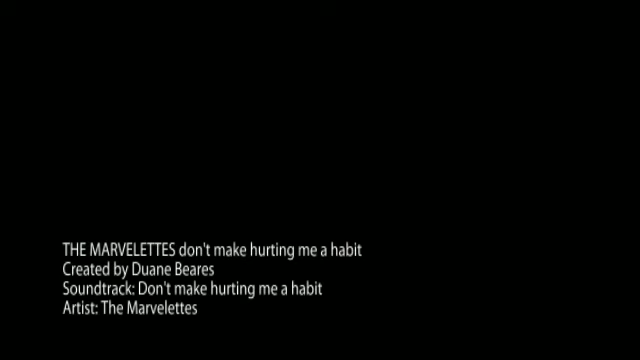 THE MARVELETTES don't make hurting me a habit
Created by Duane Beares
Soundtrack: Don't make hurting me a habit
Artist: The Marvelettes